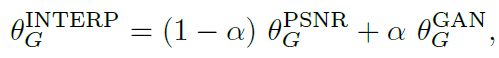 θ_G^INTERP = (1 − α) θ_G^PSNR + α θ_G^GAN,